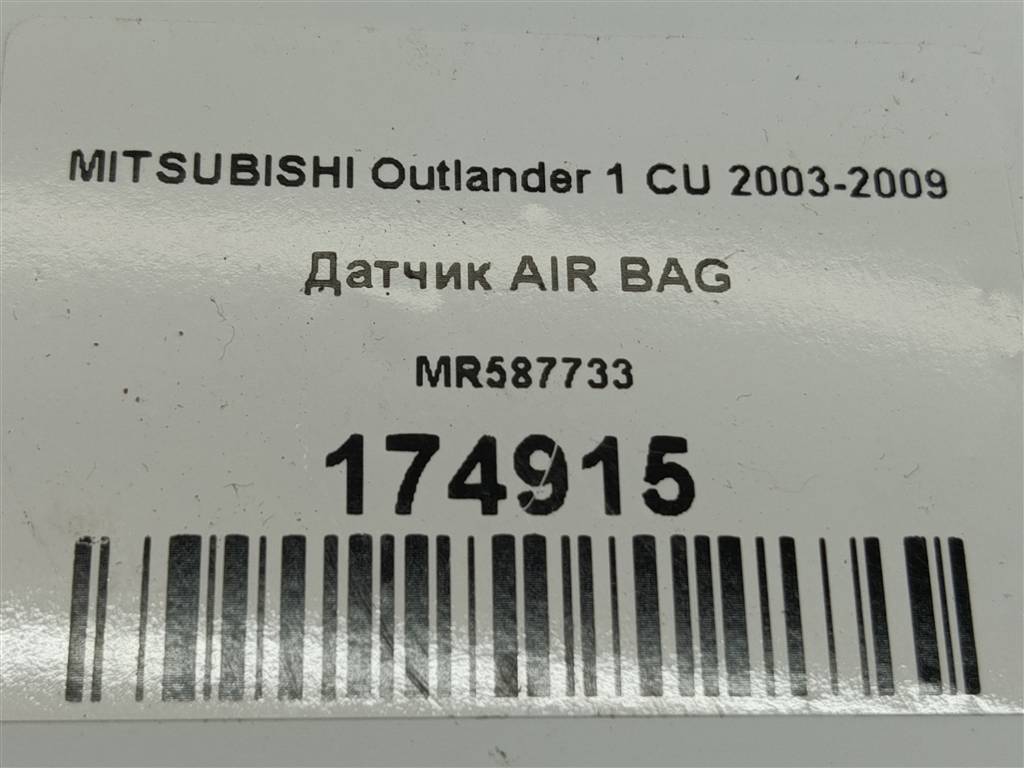 MITSUBISHI Outlander 1 CU 2003-2009
Датчик AIR BAG
MR587733
174915